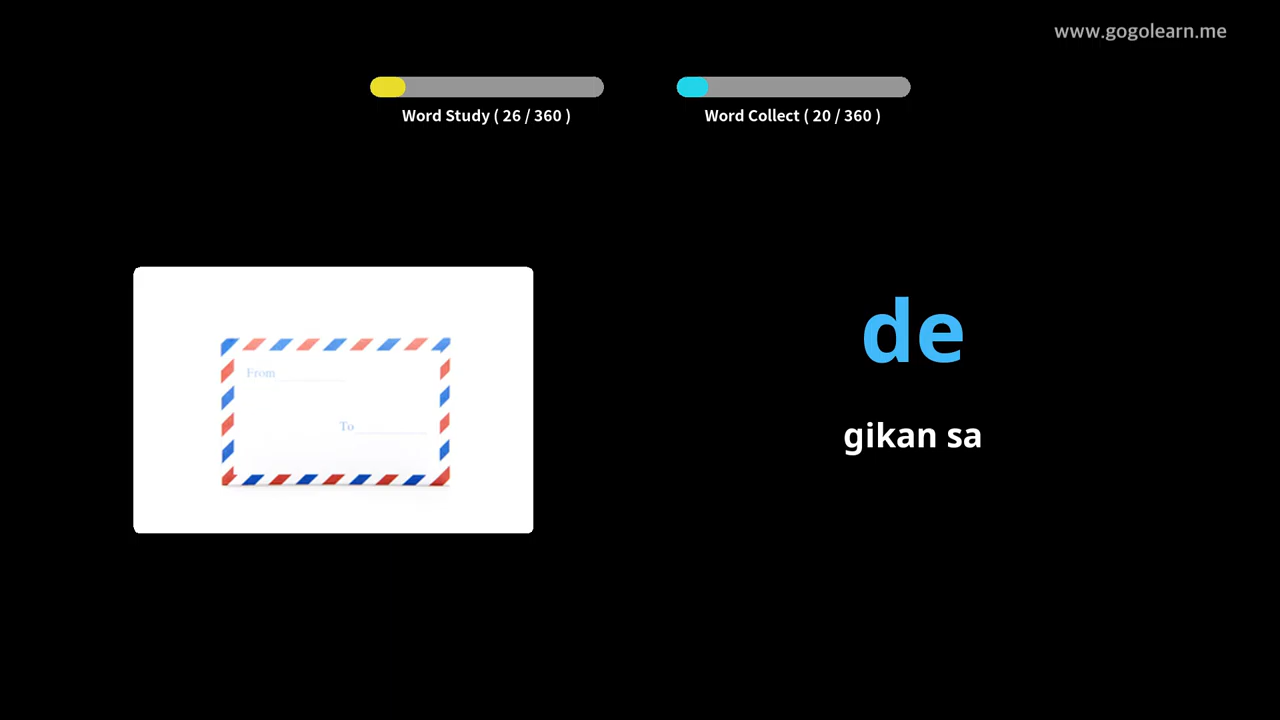 www.gogolearn.me
Word Study ( 26 / 360 )
Word Collect ( 20 / 360 )
From
To
de
gikan sa